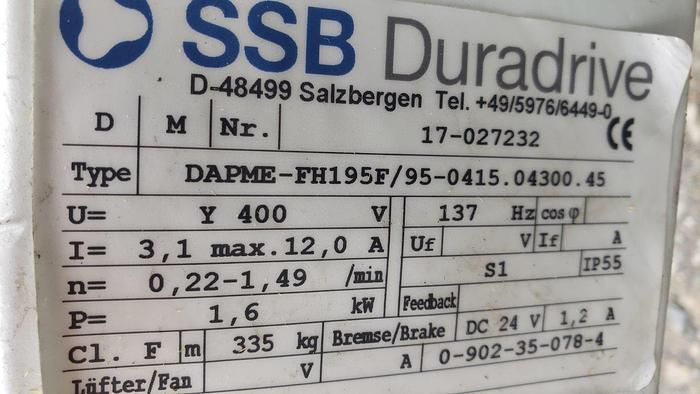 SSB Duradrive
D-48499 Salzbergen Tel. +49/5976/6449-0
D M Nr. 17-027232 CE
Type DAPME-FH195F/95-0415.04300.45
U= Y 400 V 137 Hz cos φ
I= 3,1 max.12,0 A Uf V If A
n= 0,22-1,49 /min S1 IP55
P= 1,6 kW Feedback
Cl. F m 335 kg Bremse/Brake DC 24 V 1,2 A
Lüfter/Fan V A 0-902-35-078-4